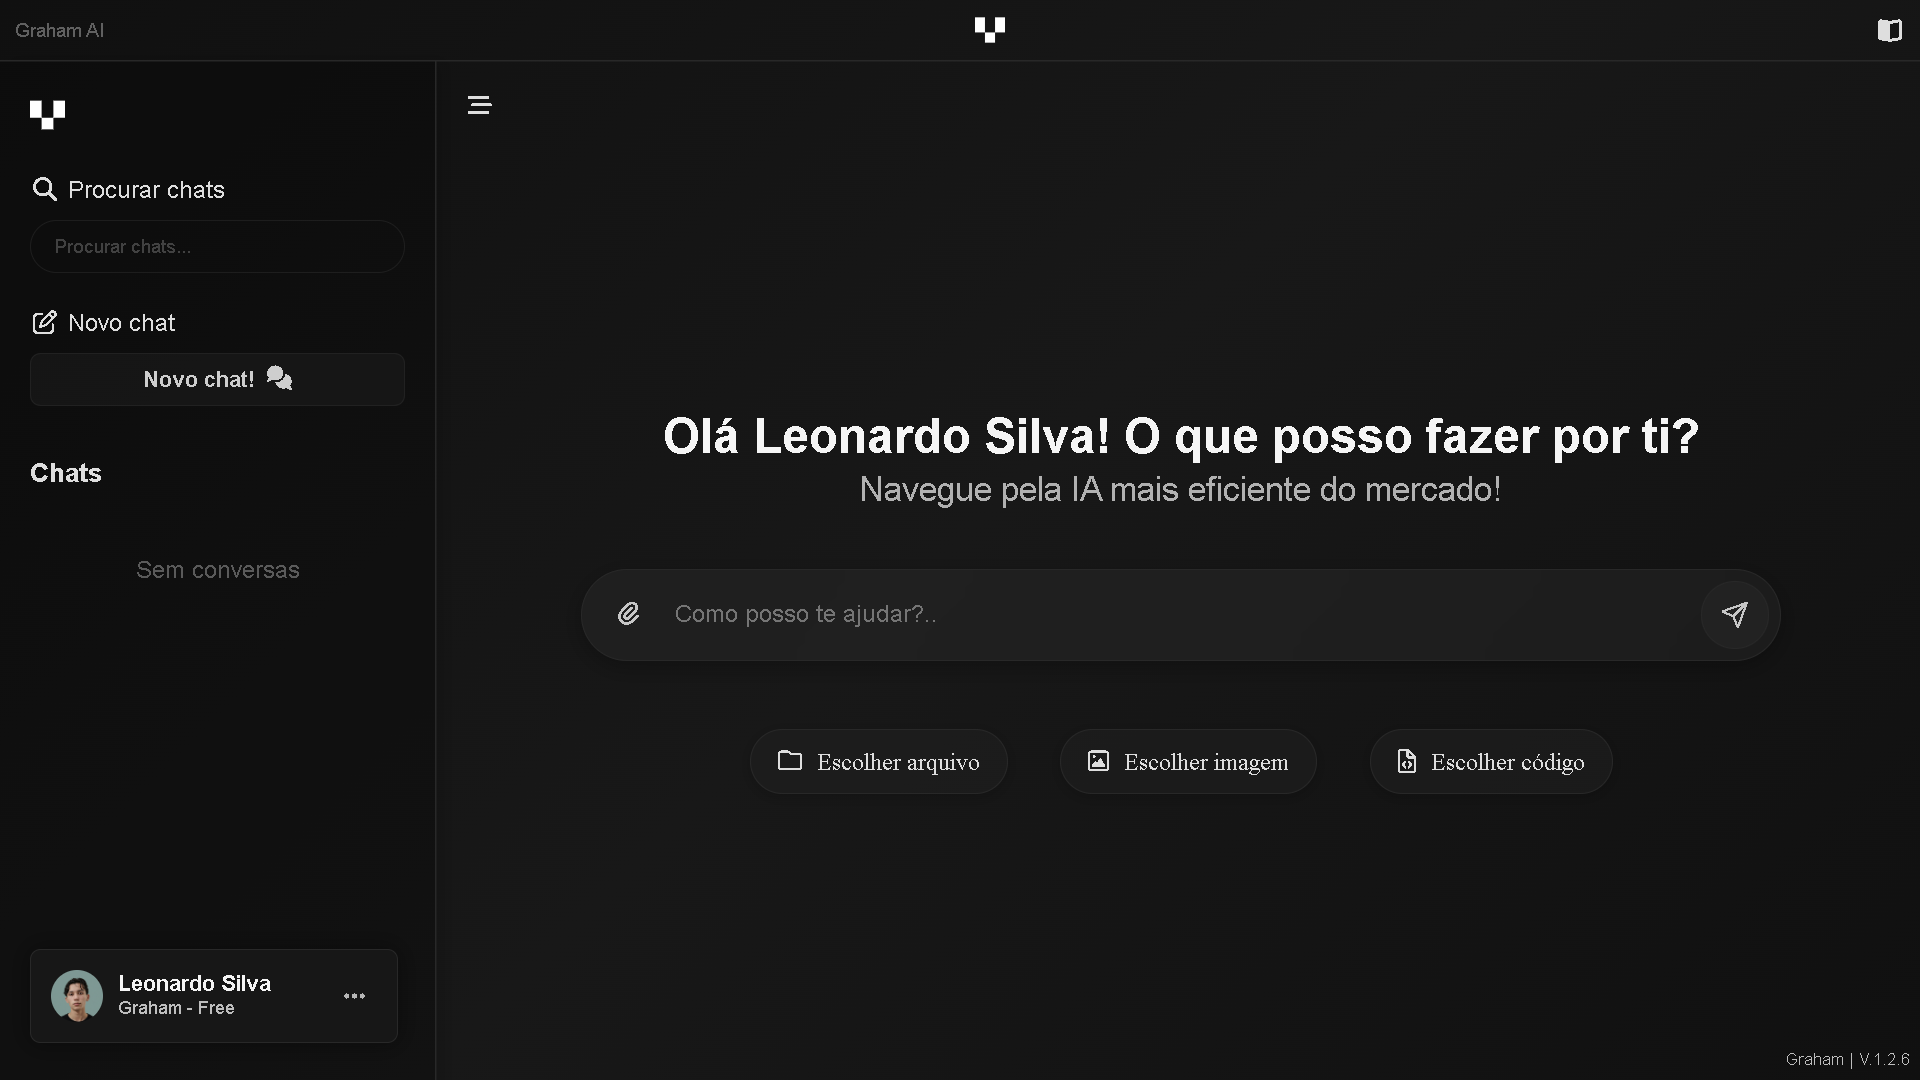 Graham AI
Procurar chats
Procurar chats...
Novo chat
Novo chat!
Chats
Sem conversas
Leonardo Silva
Graham - Free
Olá Leonardo Silva! O que posso fazer por ti?
Navegue pela IA mais eficiente do mercado!
Como posso te ajudar?..
Escolher arquivo
Escolher imagem
Escolher código
Graham | V.1.2.6